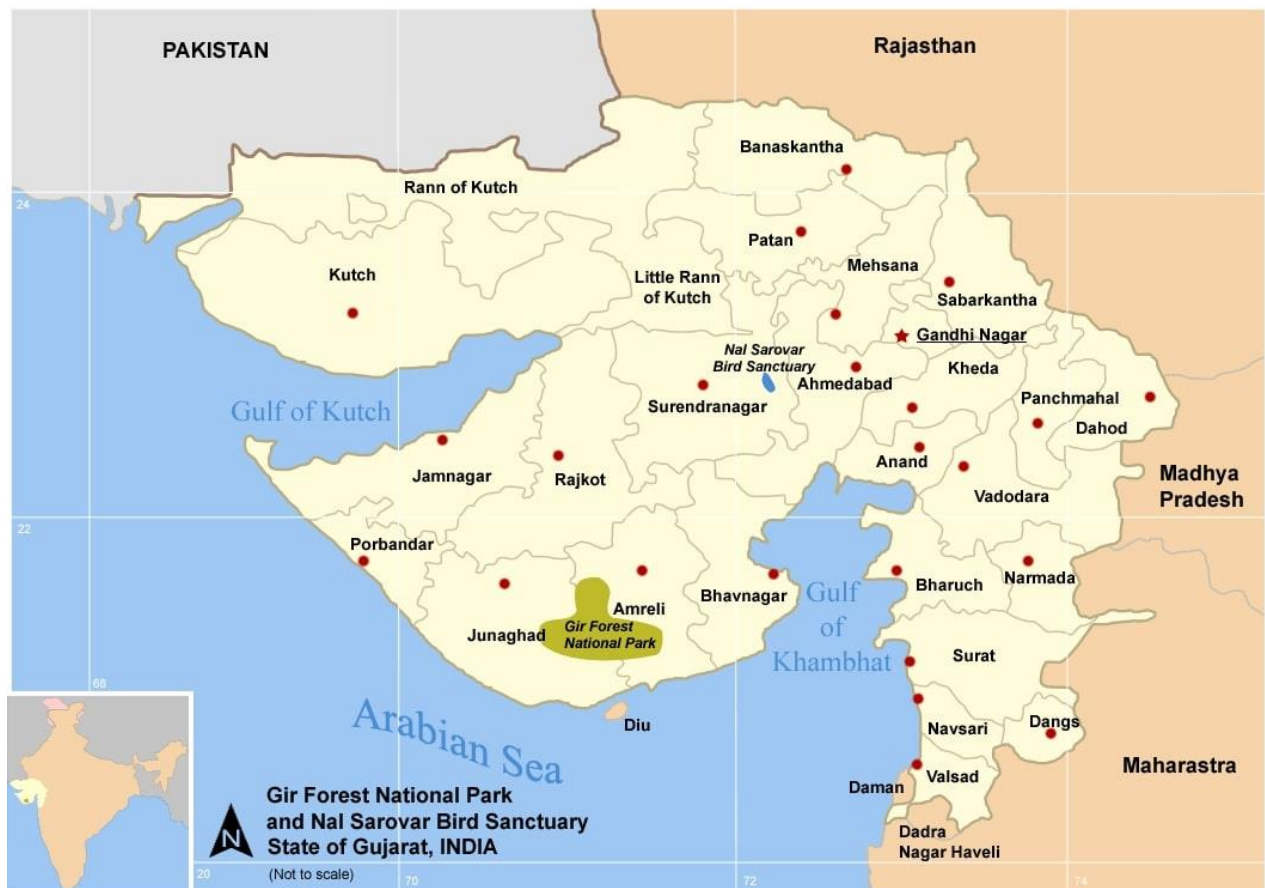 PAKISTAN
Rajasthan
Banaskantha
Rann of Kutch
24
Patan
Mehsana
Kutch
Little Rann
of Kutch
Sabarkantha
Gandhi Nagar
Nal Sarovar
Bird Sanctuary
Ahmedabad
Kheda
Surendranagar
Panchmahal
Dahod
Gulf of Kutch
Anand
Jamnagar
Rajkot
Vadodara
Madhya
Pradesh
22
Porbandar
Bharuch
Narmada
Bhavnagar
Amreli
Gulf
of
Khambhat
Junaghad
Gir Forest
National Park
Surat
68
Arabian Sea
Diu
Navsari
Dangs
Maharastra
Daman
Valsad
Gir Forest National Park
and Nal Sarovar Bird Sanctuary
State of Gujarat, INDIA
(Not to scale)
N
Dadra
Nagar Haveli
20
70
72
74